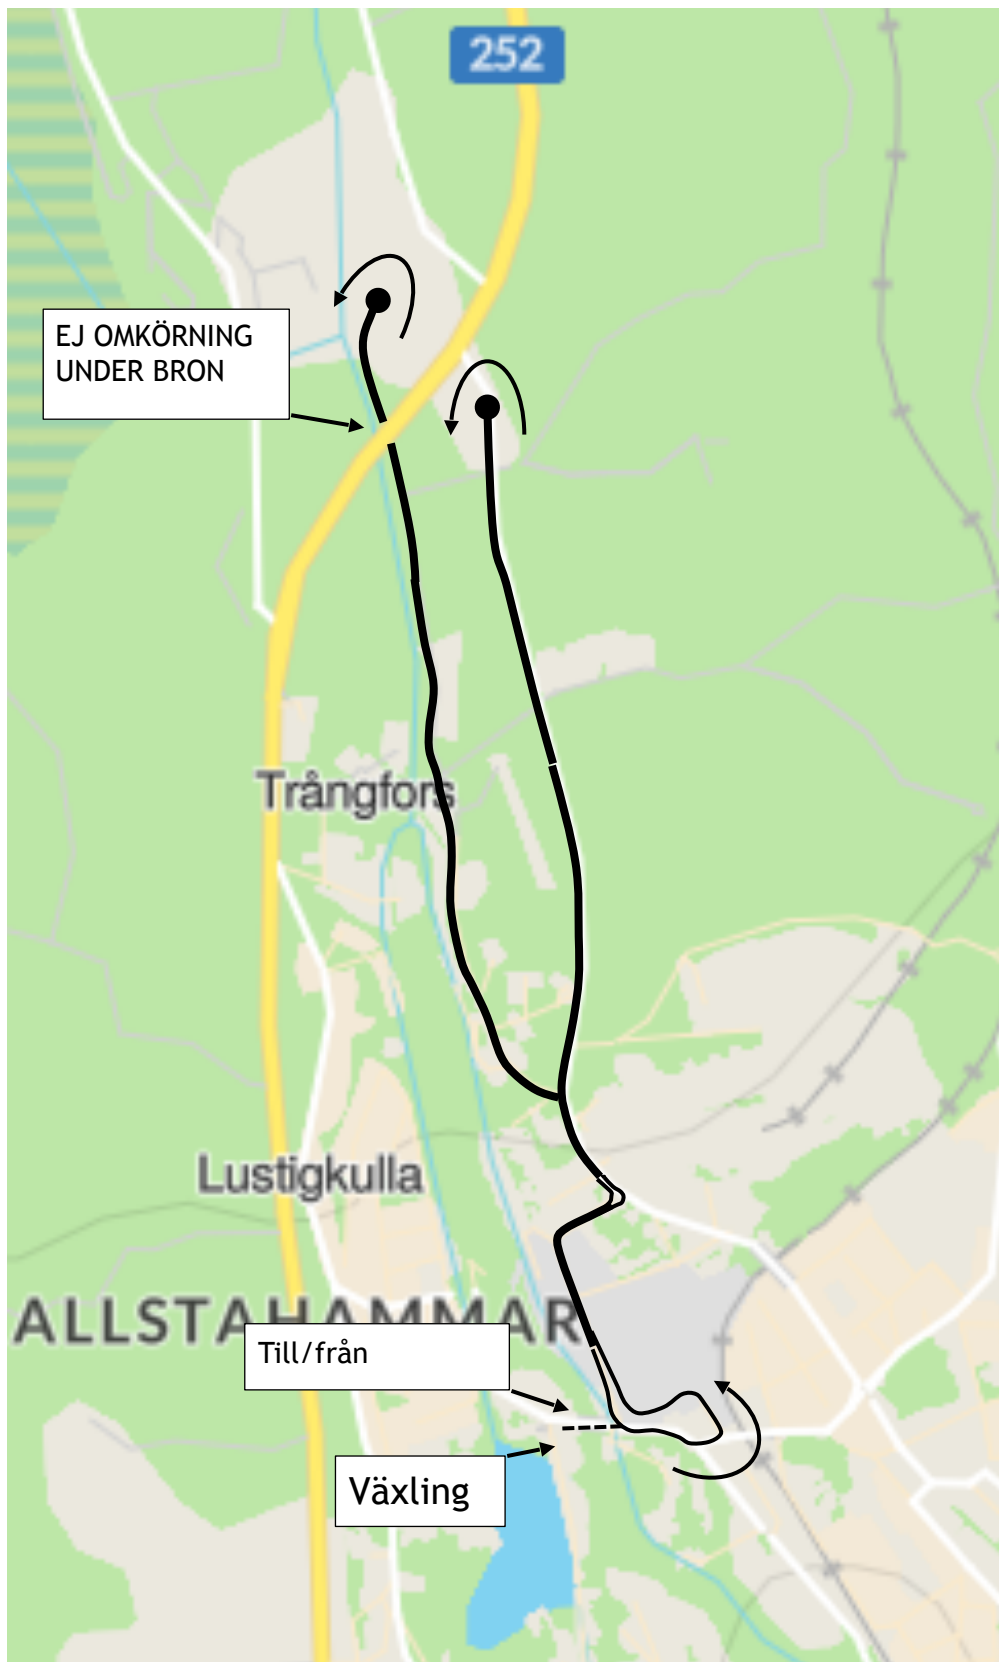 252
EJ OMKÖRNING
UNDER BRON
Trångfors
Lustigkulla
ALLSTAHAMMAR
Till/från
Växling